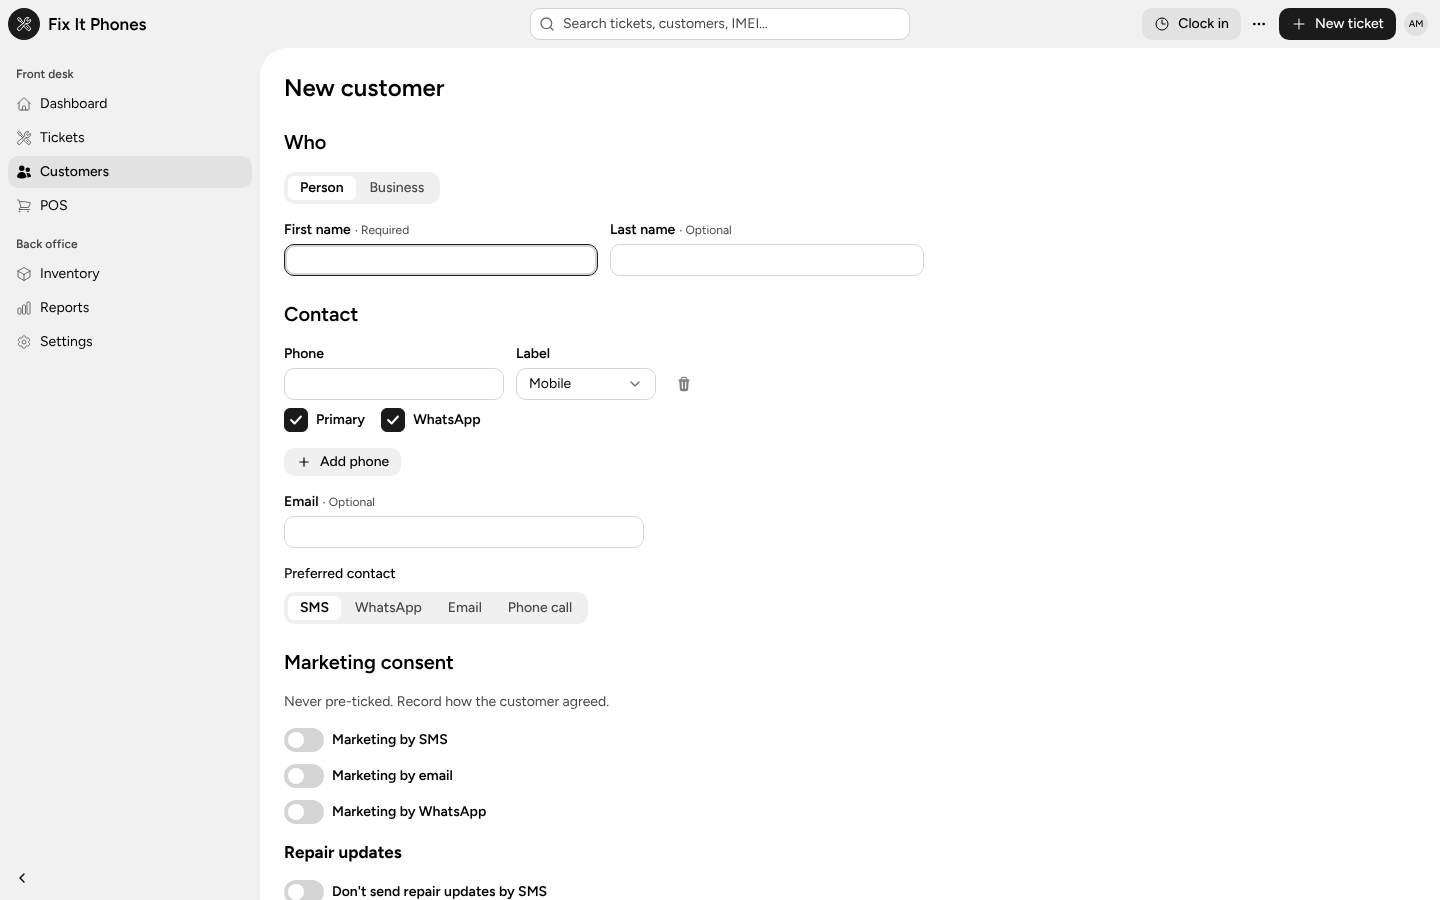 Fix It Phones
Search tickets, customers, IMEI...
Clock in
New ticket
AM
Front desk
Dashboard
Tickets
Customers
POS
Back office
Inventory
Reports
Settings
New customer
Who
Person Business
First name · Required Last name · Optional
Contact
Phone Label
Mobile
Primary WhatsApp
Add phone
Email · Optional
Preferred contact
SMS WhatsApp Email Phone call
Marketing consent
Never pre-ticked. Record how the customer agreed.
Marketing by SMS
Marketing by email
Marketing by WhatsApp
Repair updates
Don't send repair updates by SMS